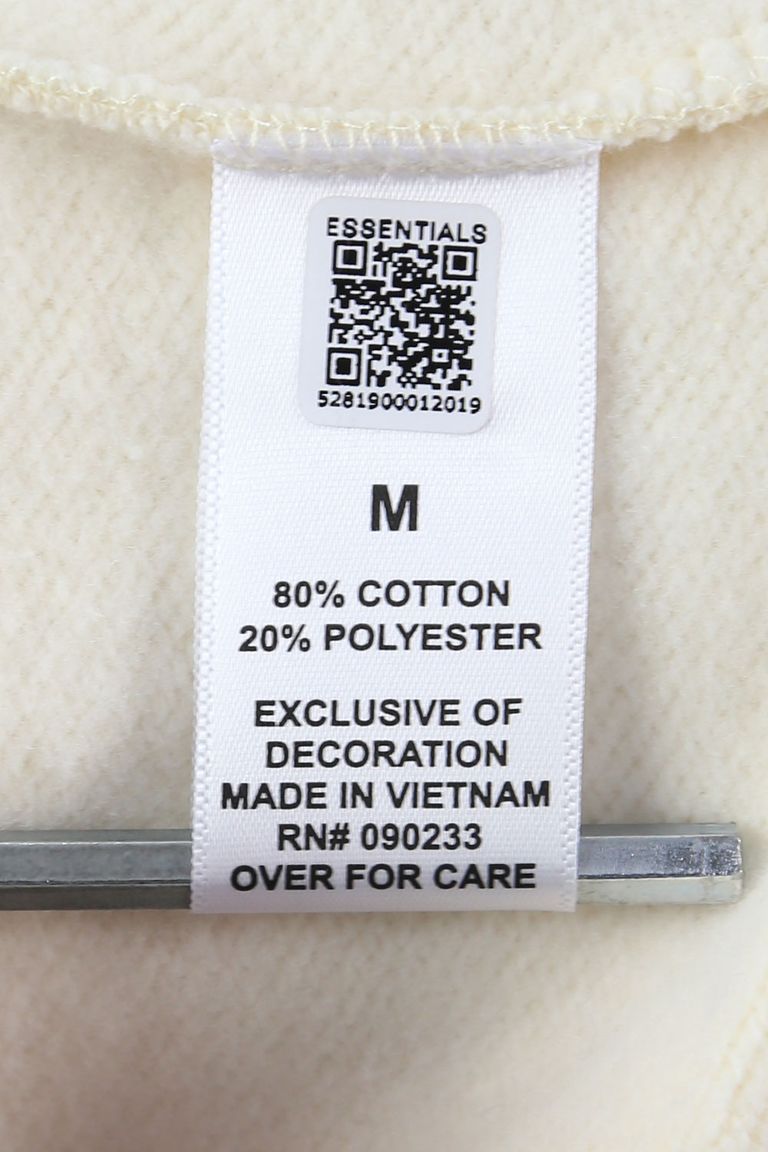 ESSENTIALS
5281900012019
M
80% COTTON
20% POLYESTER
EXCLUSIVE OF
DECORATION
MADE IN VIETNAM
RN# 090233
OVER FOR CARE